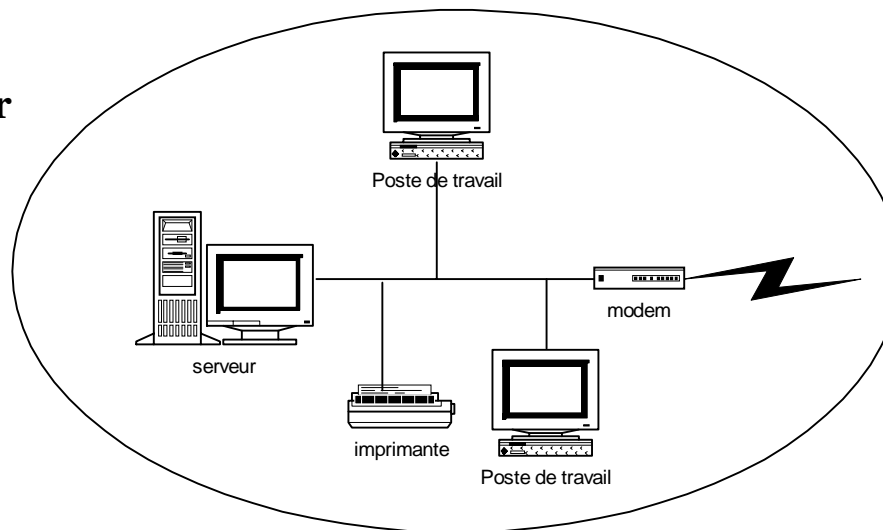 r
Poste de travail
modem
serveur
imprimante
Poste de travail